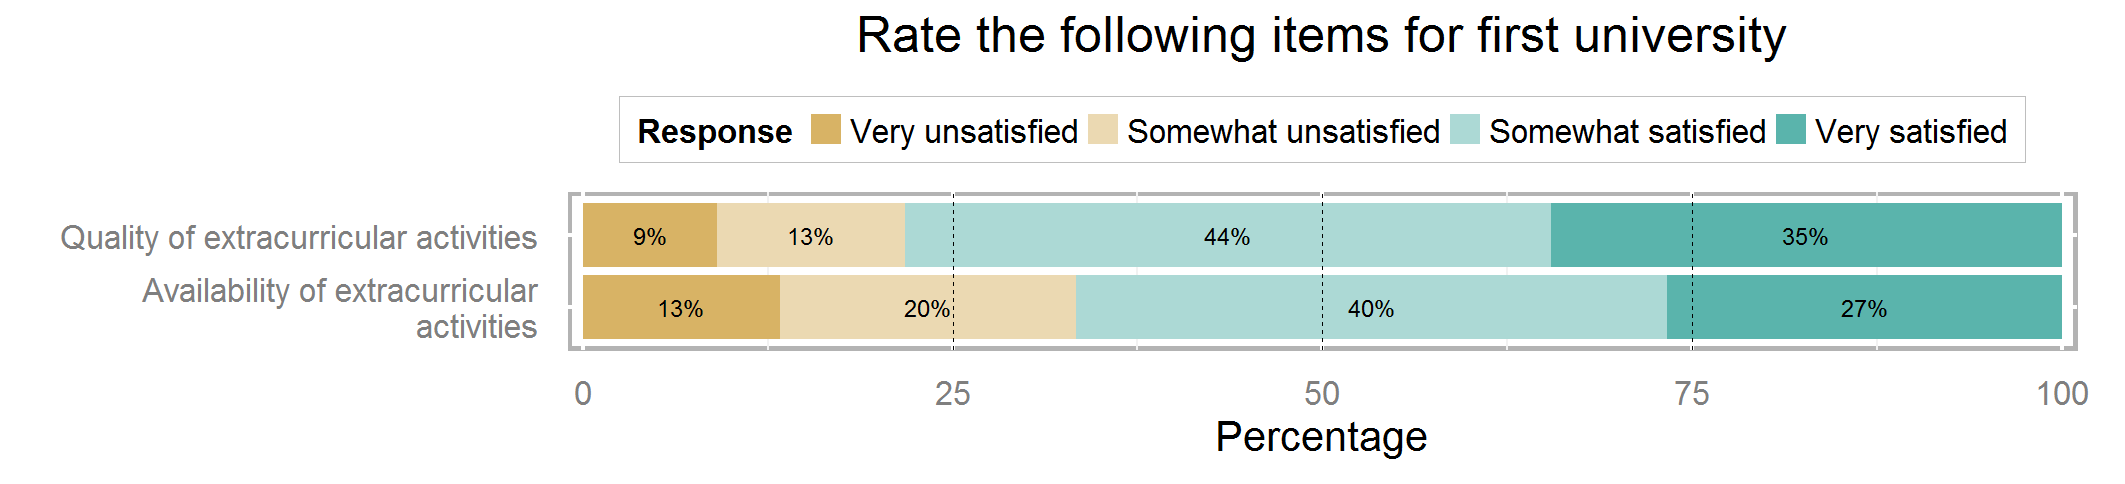 Rate the following items for first university
Response Very unsatisfied Somewhat unsatisfied Somewhat satisfied Very satisfied
Quality of extracurricular activities 9% 13% 44% 35%
Availability of extracurricular
activities
13% 20% 40% 27%
0 25 50 75 100
Percentage